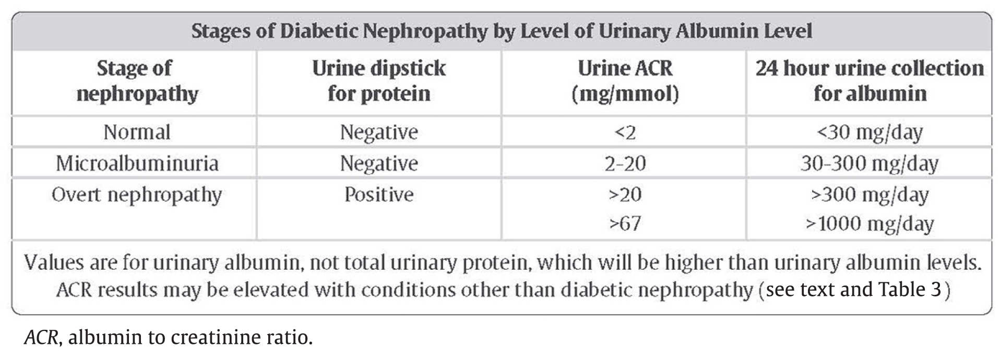 Stages of Diabetic Nephropathy by Level of Urinary Albumin Level
Stage of nephropathy Urine dipstick for protein Urine ACR (mg/mmol) 24 hour urine collection for albumin
Normal Negative <2 <30 mg/day
Microalbuminuria Negative 2-20 30-300 mg/day
Overt nephropathy Positive >20 >300 mg/day
>67 >1000 mg/day
Values are for urinary albumin, not total urinary protein, which will be higher than urinary albumin levels.
ACR results may be elevated with conditions other than diabetic nephropathy (see text and Table 3)
ACR, albumin to creatinine ratio.